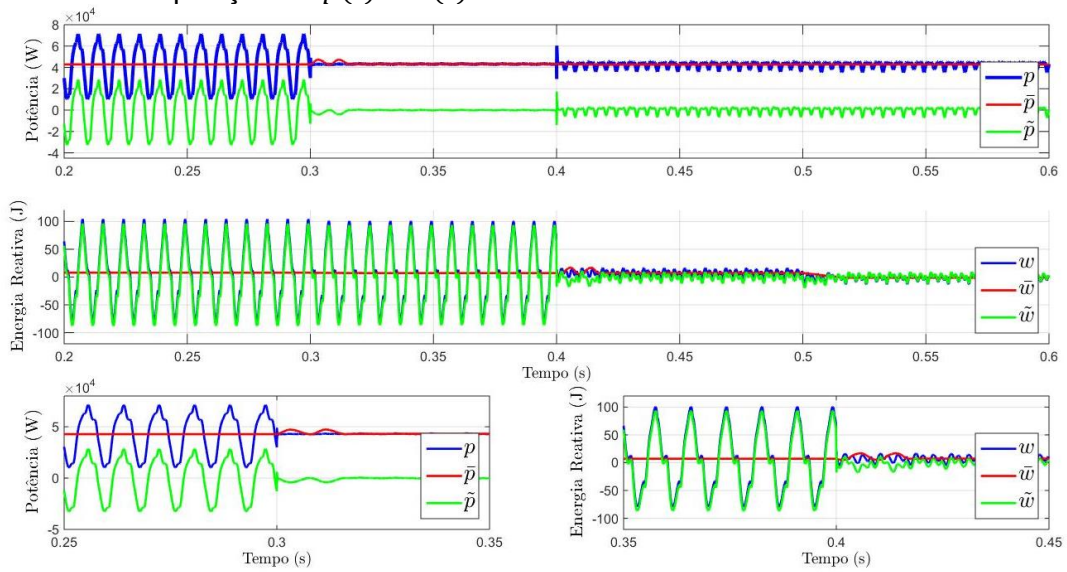 ×10⁴
Potência (W)
8
6
4
2
0
-2
-4
0.2 0.25 0.3 0.35 0.4 0.45 0.5 0.55 0.6
p
p̄
p̃
Energia Reativa (J)
100
50
0
-50
-100
0.2 0.25 0.3 0.35 0.4 0.45 0.5 0.55 0.6
Tempo (s)
w
w̄
w̃
×10⁴
Potência (W)
5
0
-5
0.25 0.3 0.35
Tempo (s)
p
p̄
p̃
Energia Reativa (J)
100
50
0
-50
-100
0.35 0.4 0.45
Tempo (s)
w
w̄
w̃